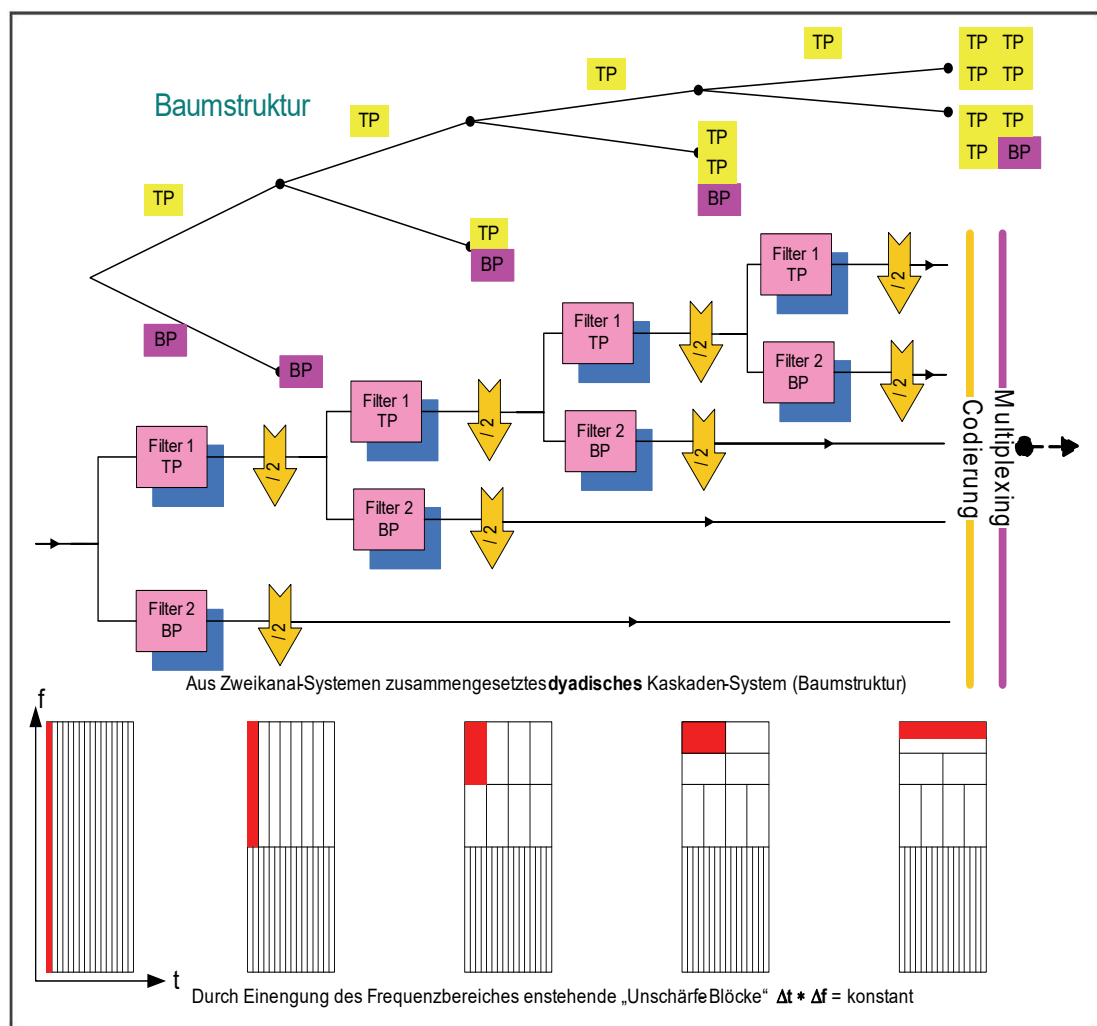 TP
TP TP
TP TP
TP
Baumstruktur
TP
TP TP
TP BP
TP
TP
BP
TP
TP
BP
BP
BP
Filter 1
TP
/ 2
Filter 2
BP
/ 2
Filter 1
TP
/ 2
Filter 2
BP
/ 2
Filter 1
TP
/ 2
Filter 2
BP
/ 2
Filter 1
TP
/ 2
Filter 2
BP
/ 2
Codierung
Multiplexing
Aus Zweikanal-Systemen zusammengesetztes dyadisches Kaskaden-System (Baumstruktur)
f
t
Durch Einengung des Frequenzbereiches enstehende „Unschärfe Blöcke“ Δt * Δf = konstant